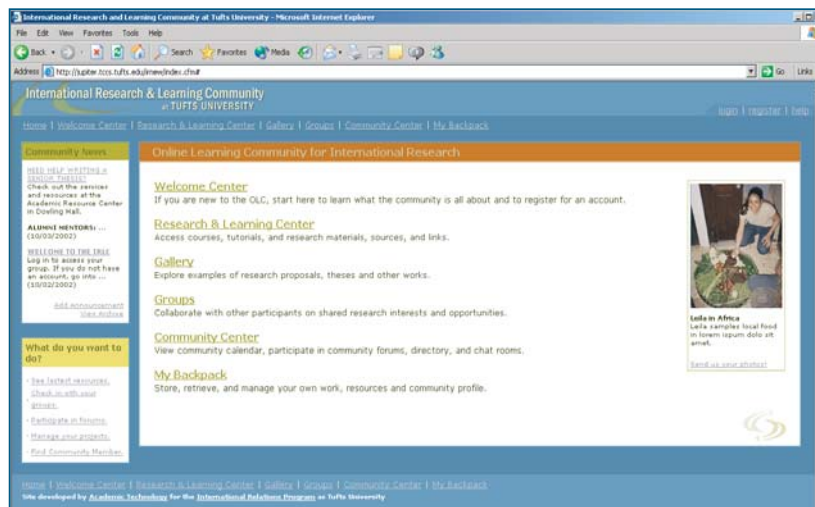 International Research and Learning Community at Tufts University - Microsoft Internet Explorer
File Edit View Favorites Tools Help
Back Search Favorites Media
Address http://jupiter.tccs.tufts.edu/irnew/index.cfm# Go Links
International Research & Learning Community
at TUFTS UNIVERSITY
login | register | help
Home | Welcome Center | Research & Learning Center | Gallery | Groups | Community Center | My Backpack
Community News
NEED HELP WRITING A
SENIOR THESIS?
Check out the services
and resources at the
Academic Resource Center
in Dowling Hall.
ALUMNI MENTORS: ...
(10/03/2002)
WELCOME TO THE
Log in to access your
group. If you do not have
an account, go into ...
(10/02/2002)
Add Announcement
View Archive
What do you want to
do?
· See lastest resources.
· Check in with your
groups.
· Participate in forums.
· Manage your projects.
· Find Community Member.
Online Learning Community for International Research
Welcome Center
If you are new to the OLC, start here to learn what the community is all about and to register for an account.
Research & Learning Center
Access courses, tutorials, and research materials, sources, and links.
Gallery
Explore examples of research proposals, theses and other works.
Groups
Collaborate with other participants on shared research interests and opportunities.
Community Center
View community calendar, participate in community forums, directory, and chat rooms.
My Backpack
Store, retrieve, and manage your own work, resources and community profile.
Leila in Africa
Leila samples local food
in lorem ispum dolo sit
amet.
Send us your photos!
Home | Welcome Center | Research & Learning Center | Gallery | Groups | Community Center | My Backpack
Site developed by Academic Technology for the International Relations Program at Tufts University